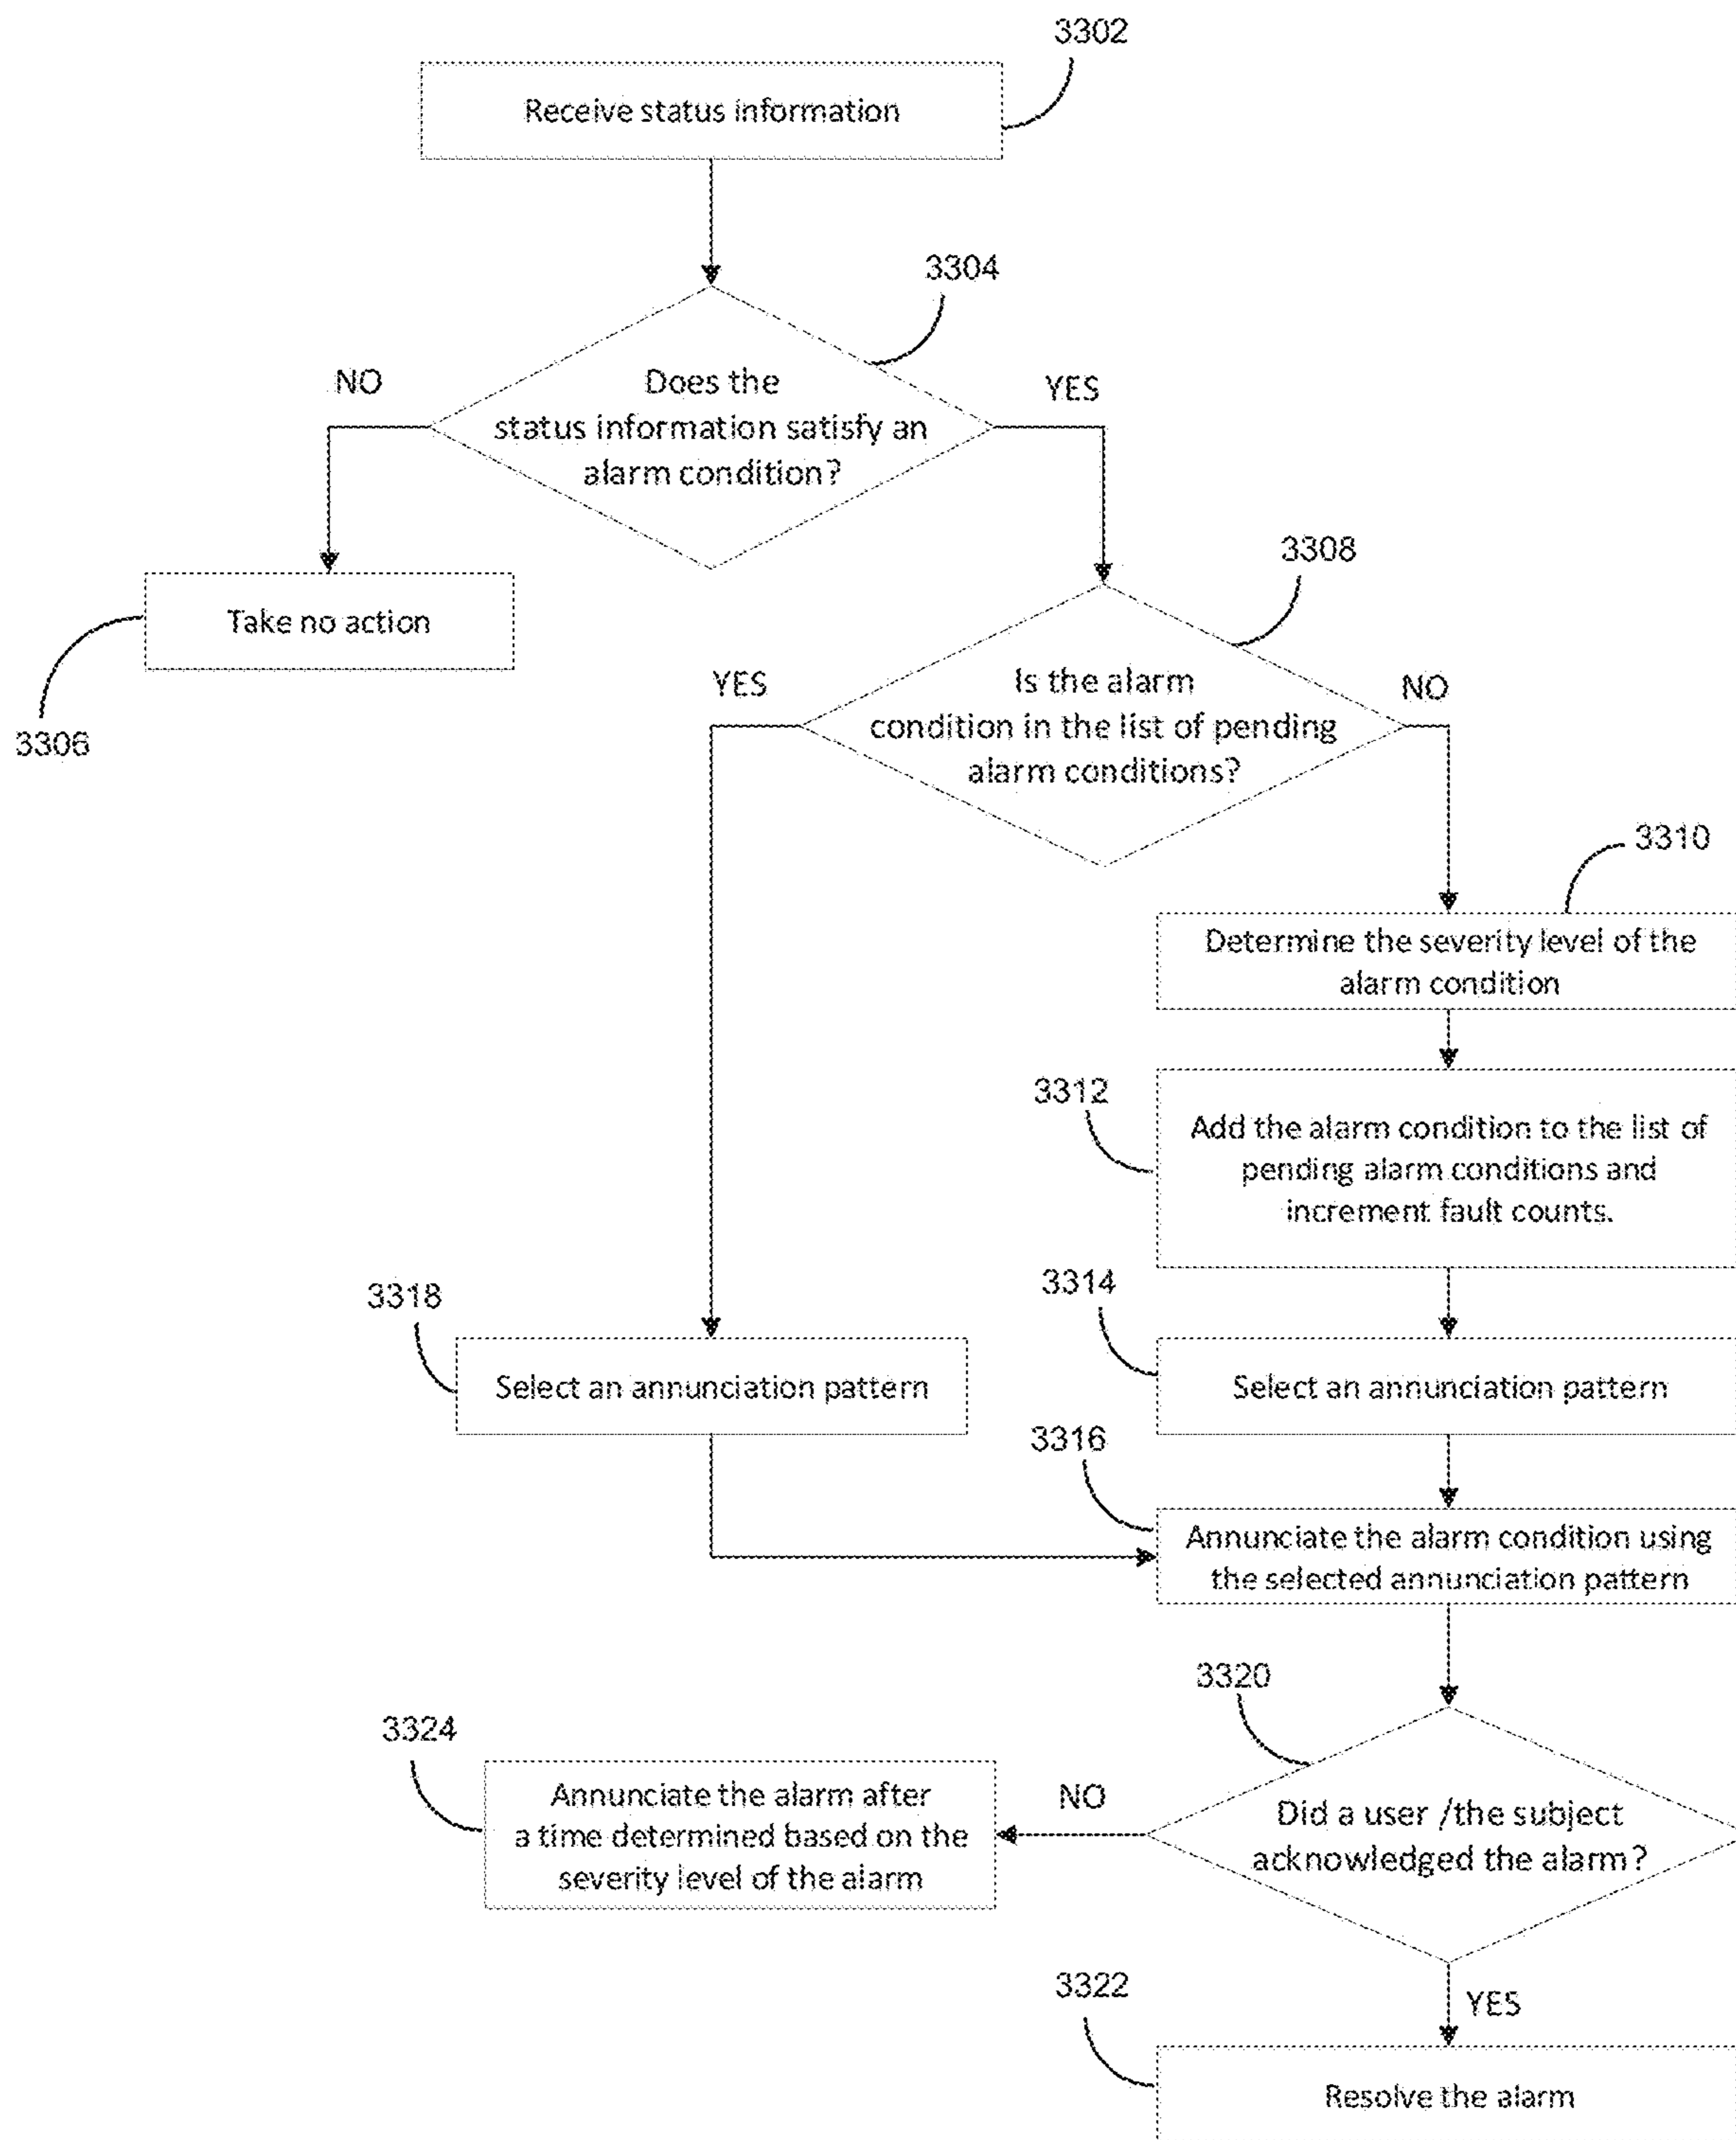 3302
Receive status information
3304
NO
YES
Does the
status information satisfy an
alarm condition?
3308
Take no action
3306
YES
NO
Is the alarm
condition in the list of pending
alarm conditions?
3310
Determine the severity level of the
alarm condition
3312
Add the alarm condition to the list of
pending alarm conditions and
increment fault counts.
3318
3314
Select an annunciation pattern
Select an annunciation pattern
3316
Annunciate the alarm condition using
the selected annunciation pattern
3320
3324
Annunciate the alarm after
a time determined based on the
severity level of the alarm
NO
Did a user /the subject
acknowledged the alarm?
3322
YES
Resolve the alarm